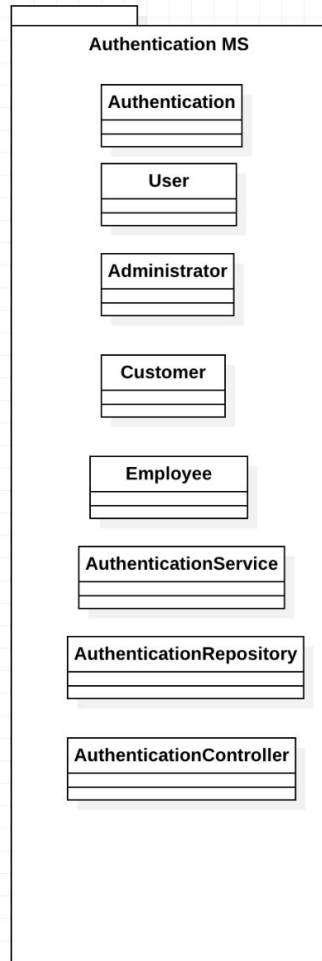 Authentication MS
Authentication
User
Administrator
Customer
Employee
AuthenticationService
AuthenticationRepository
AuthenticationController